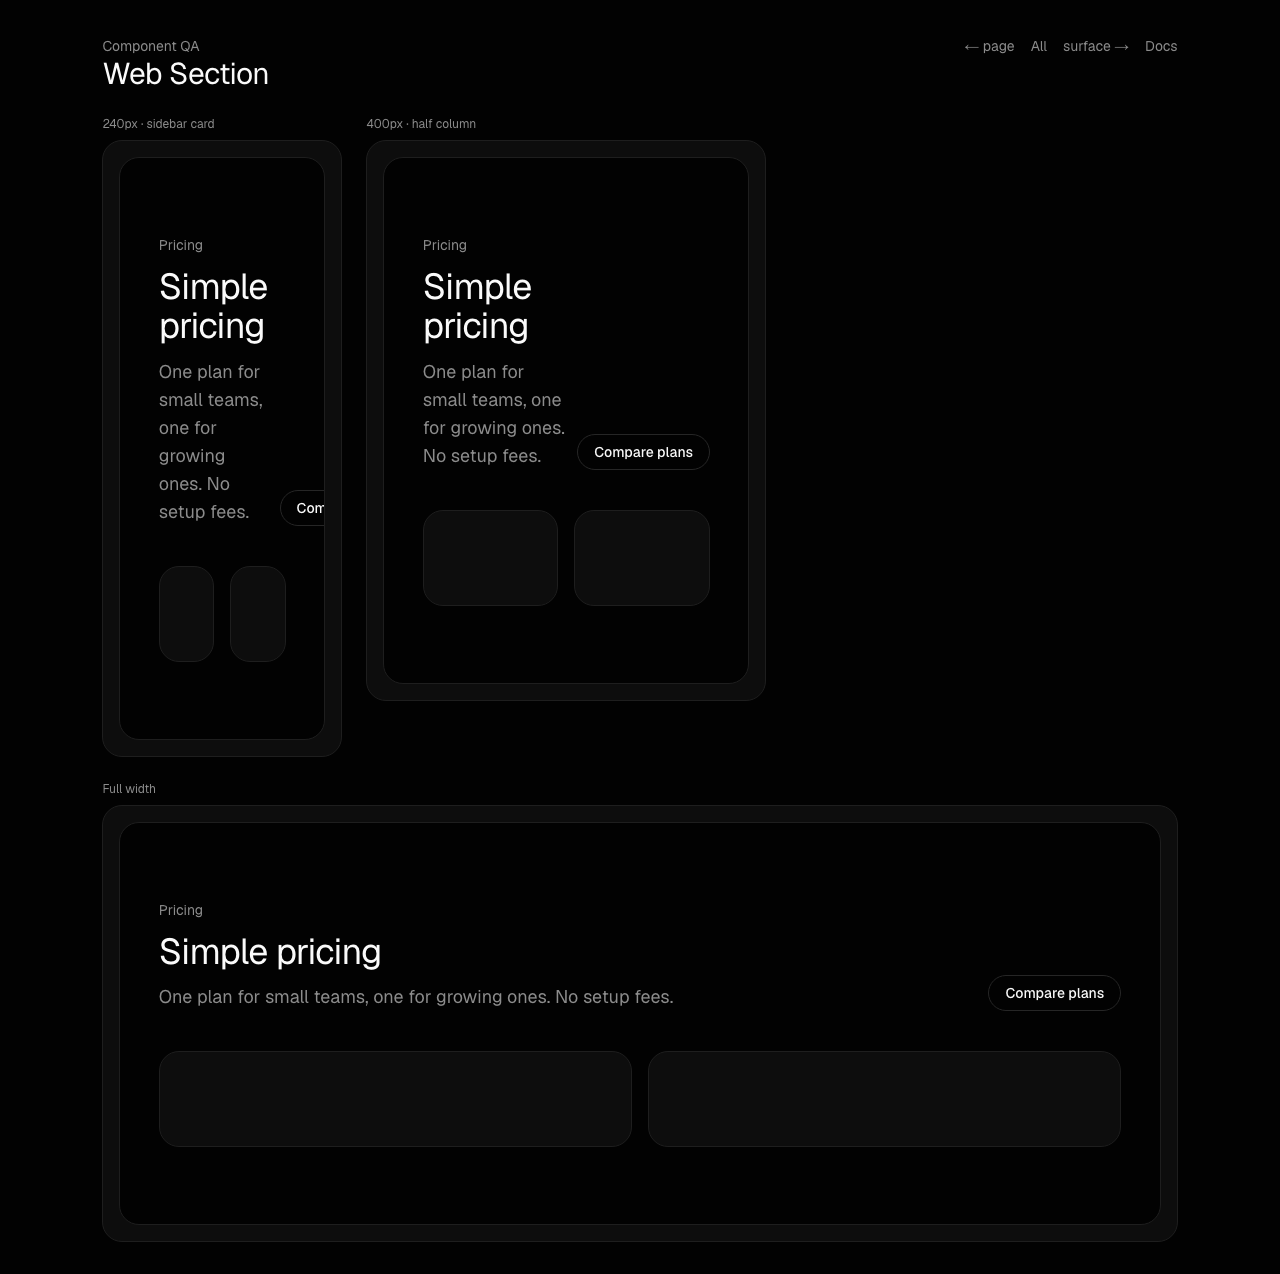 Component QA
Web Section
← page All surface → Docs
240px · sidebar card
Pricing
Simple
pricing
One plan for
small teams,
one for
growing
ones. No
setup fees.
Com
400px · half column
Pricing
Simple
pricing
One plan for
small teams, one
for growing ones.
No setup fees.
Compare plans
Full width
Pricing
Simple pricing
One plan for small teams, one for growing ones. No setup fees.
Compare plans